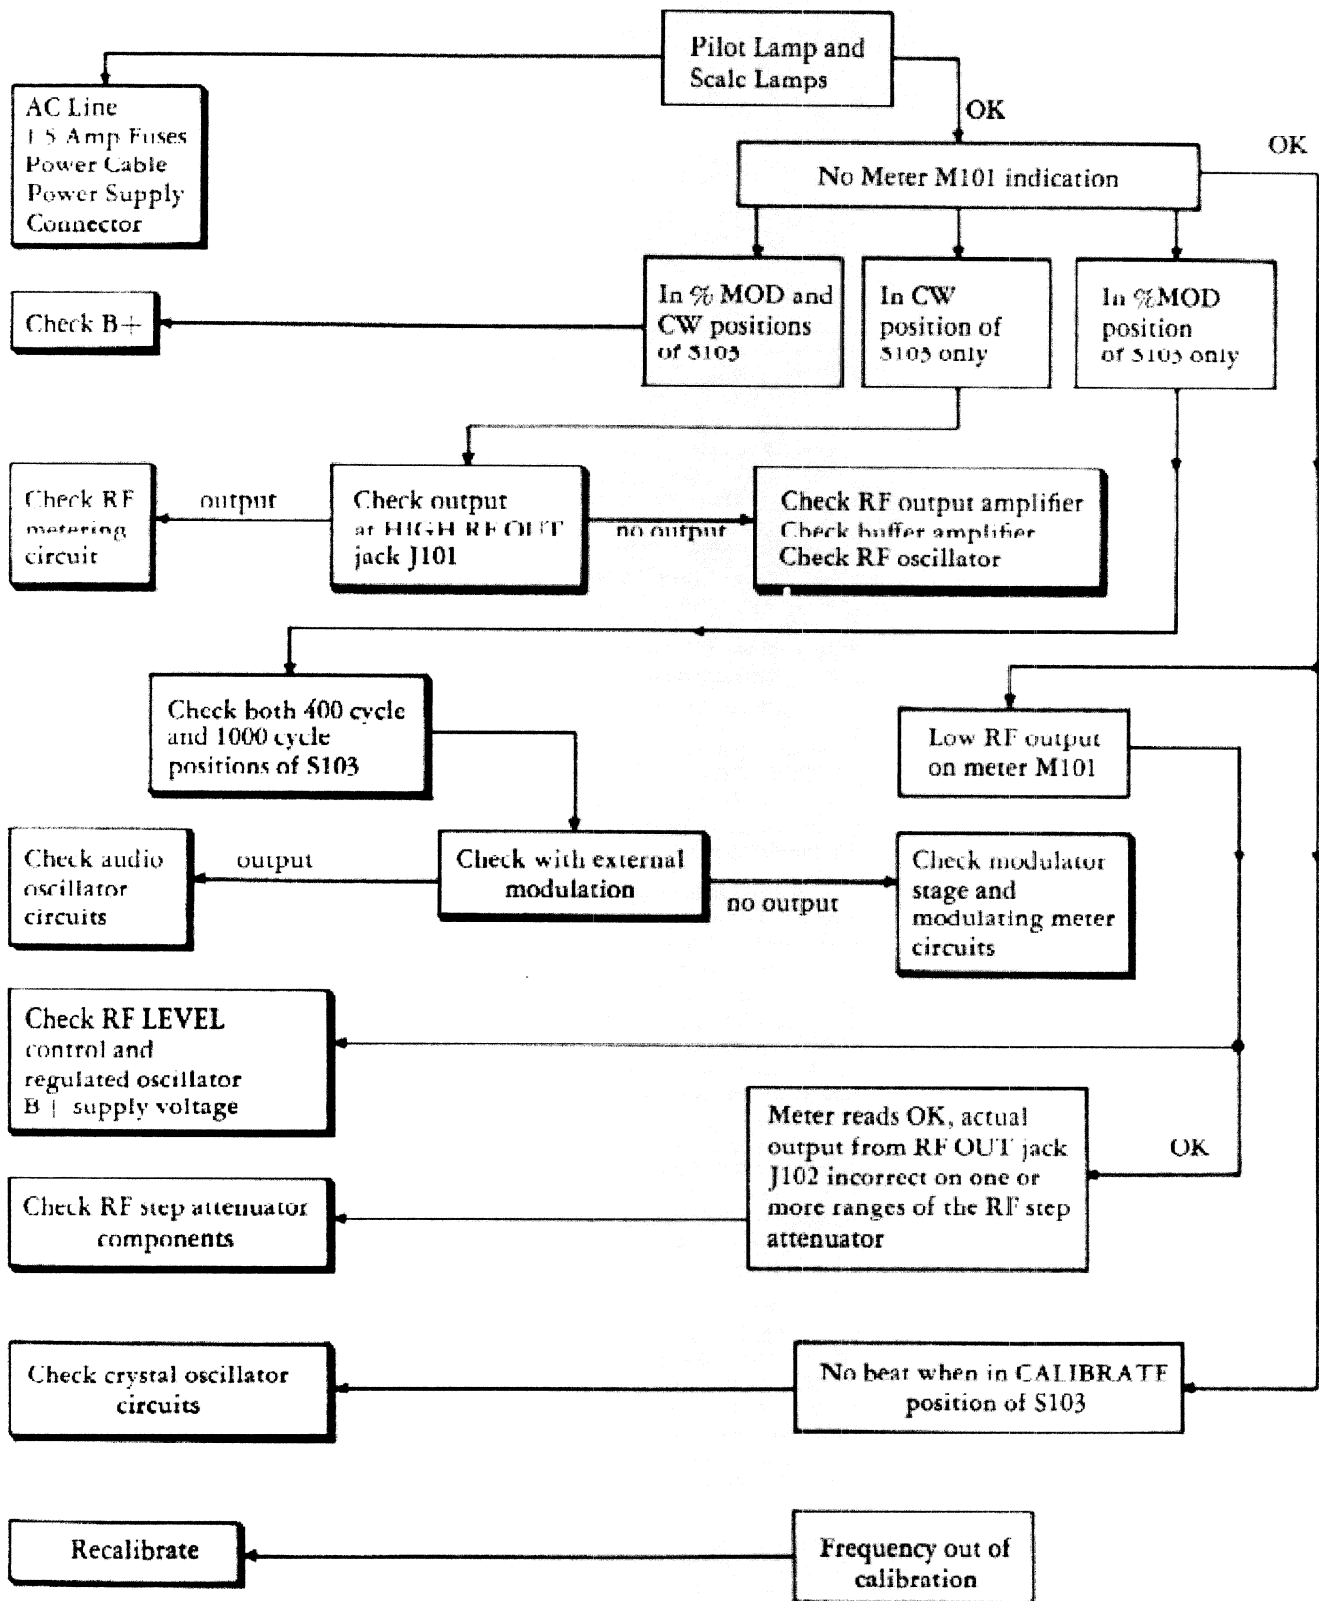 Pilot Lamp and
Scale Lamps
OK
AC Line
1.5 Amp Fuses
Power Cable
Power Supply
Connector
OK
No Meter M101 indication
In % MOD and
CW positions
of S103
In CW
position of
S103 only
In %MOD
position
of S103 only
Check B+
Check RF
metering
circuit
output
Check output
at HIGH RF OUT
jack J101
no output
Check RF output amplifier
Check buffer amplifier
Check RF oscillator
Check both 400 cycle
and 1000 cycle
positions of S103
Low RF output
on meter M101
Check audio
oscillator
circuits
output
Check with external
modulation
no output
Check modulator
stage and
modulating meter
circuits
Check RF LEVEL
control and
regulated oscillator
B+ supply voltage
Meter reads OK, actual
output from RF OUT jack
J102 incorrect on one or
more ranges of the RF step
attenuator
OK
Check RF step attenuator
components
Check crystal oscillator
circuits
No beat when in CALIBRATE
position of S103
Recalibrate
Frequency out of
calibration